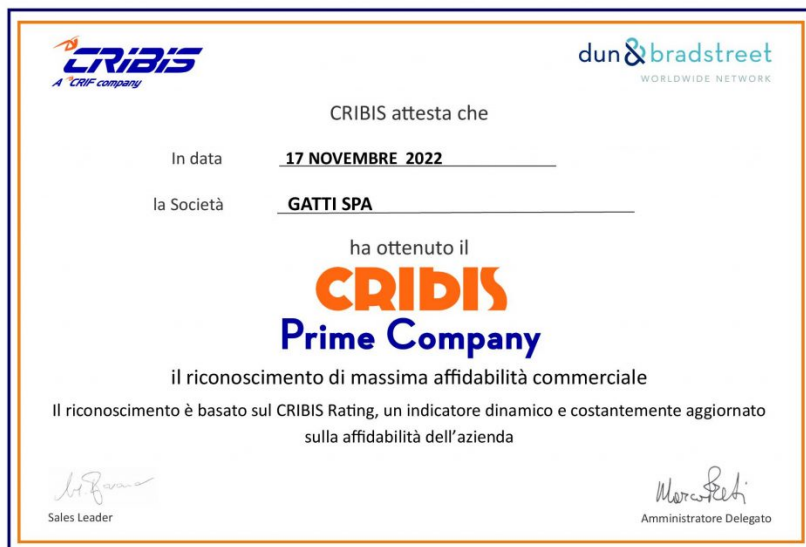 CRIBIS
A CRIF company
dun & bradstreet
WORLDWIDE NETWORK
CRIBIS attesta che
In data 17 NOVEMBRE 2022
la Società GATTI SPA
ha ottenuto il
CRIBIS
Prime Company
il riconoscimento di massima affidabilità commerciale
Il riconoscimento è basato sul CRIBIS Rating, un indicatore dinamico e costantemente aggiornato
sulla affidabilità dell'azienda
Sales Leader
Amministratore Delegato